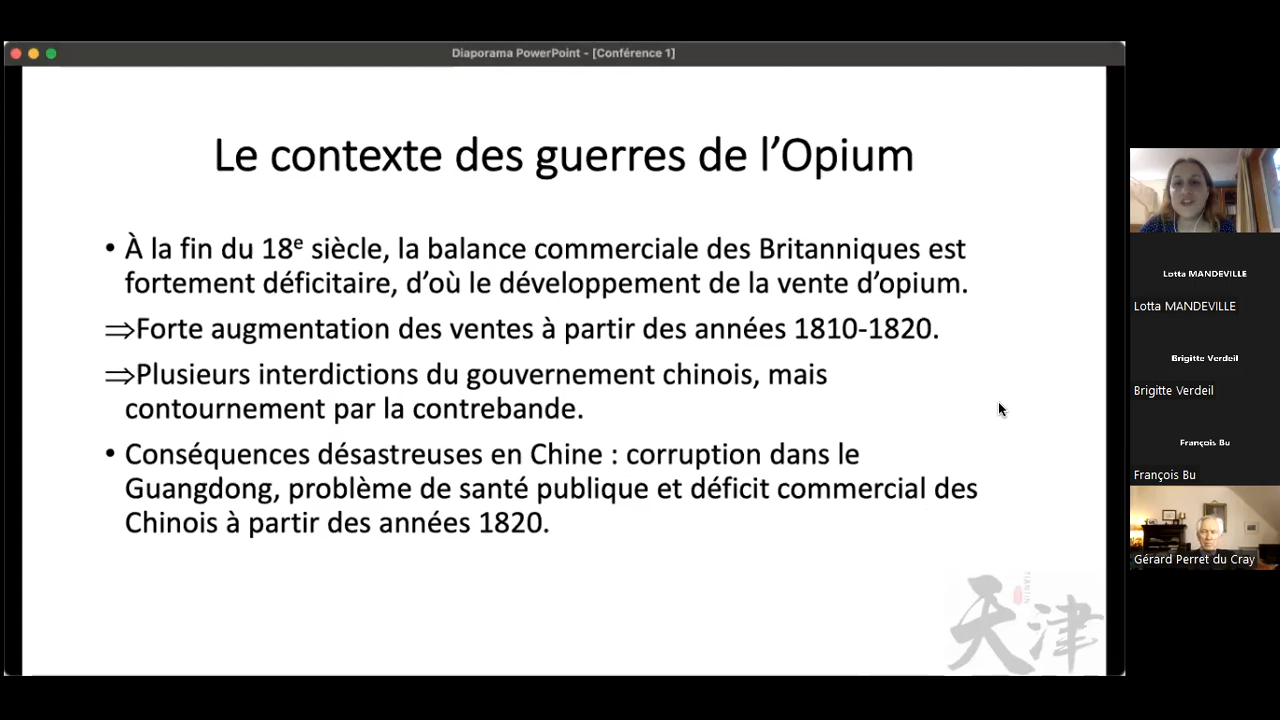 Diaporama PowerPoint - [Conférence 1]
Le contexte des guerres de l’Opium
• À la fin du 18e siècle, la balance commerciale des Britanniques est
fortement déficitaire, d’où le développement de la vente d’opium.
⇒Forte augmentation des ventes à partir des années 1810-1820.
⇒Plusieurs interdictions du gouvernement chinois, mais
contournement par la contrebande.
• Conséquences désastreuses en Chine : corruption dans le
Guangdong, problème de santé publique et déficit commercial des
Chinois à partir des années 1820.
天津
TIANJIN
Lotta MANDEVILLE
Lotta MANDEVILLE
Brigitte Verdeil
Brigitte Verdeil
François Bu
François Bu
Gérard Perret du Cray